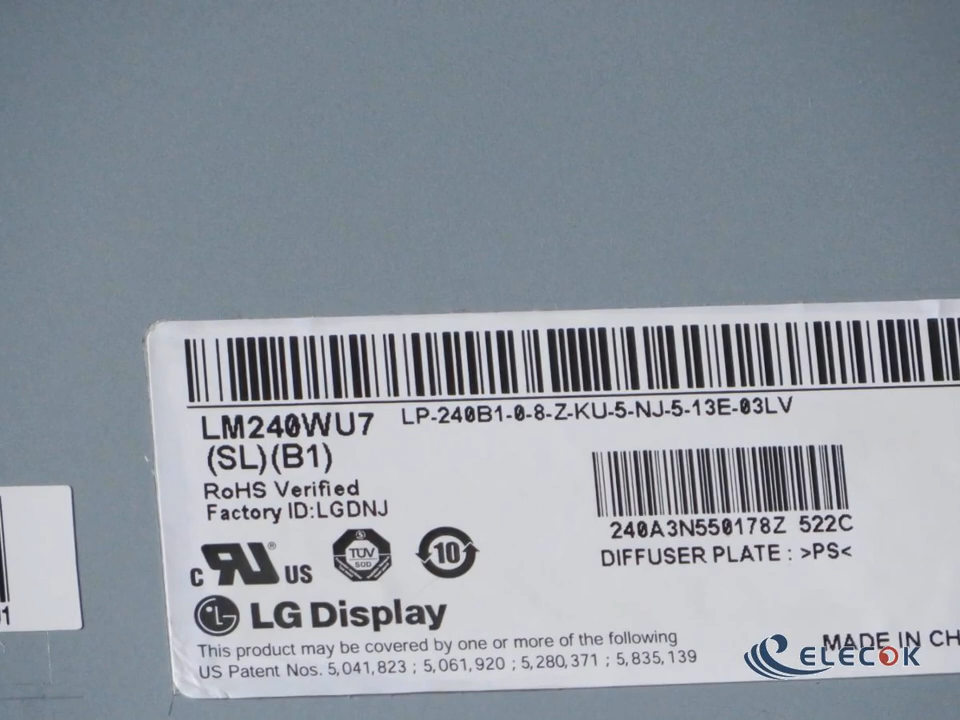 LM240WU7
(SL)(B1)
LP-240B1-0-8-Z-KU-5-NJ-5-13E-03LV
RoHS Verified
Factory ID:LGDNJ
240A3N550178Z 522C
DIFFUSER PLATE : >PS<
c RU ® US
TÜV
SÜD
10
LG Display
This product may be covered by one or more of the following
US Patent Nos. 5,041,823 ; 5,061,920 ; 5,280,371 ; 5,835,139
MADE IN CH
ELECOK